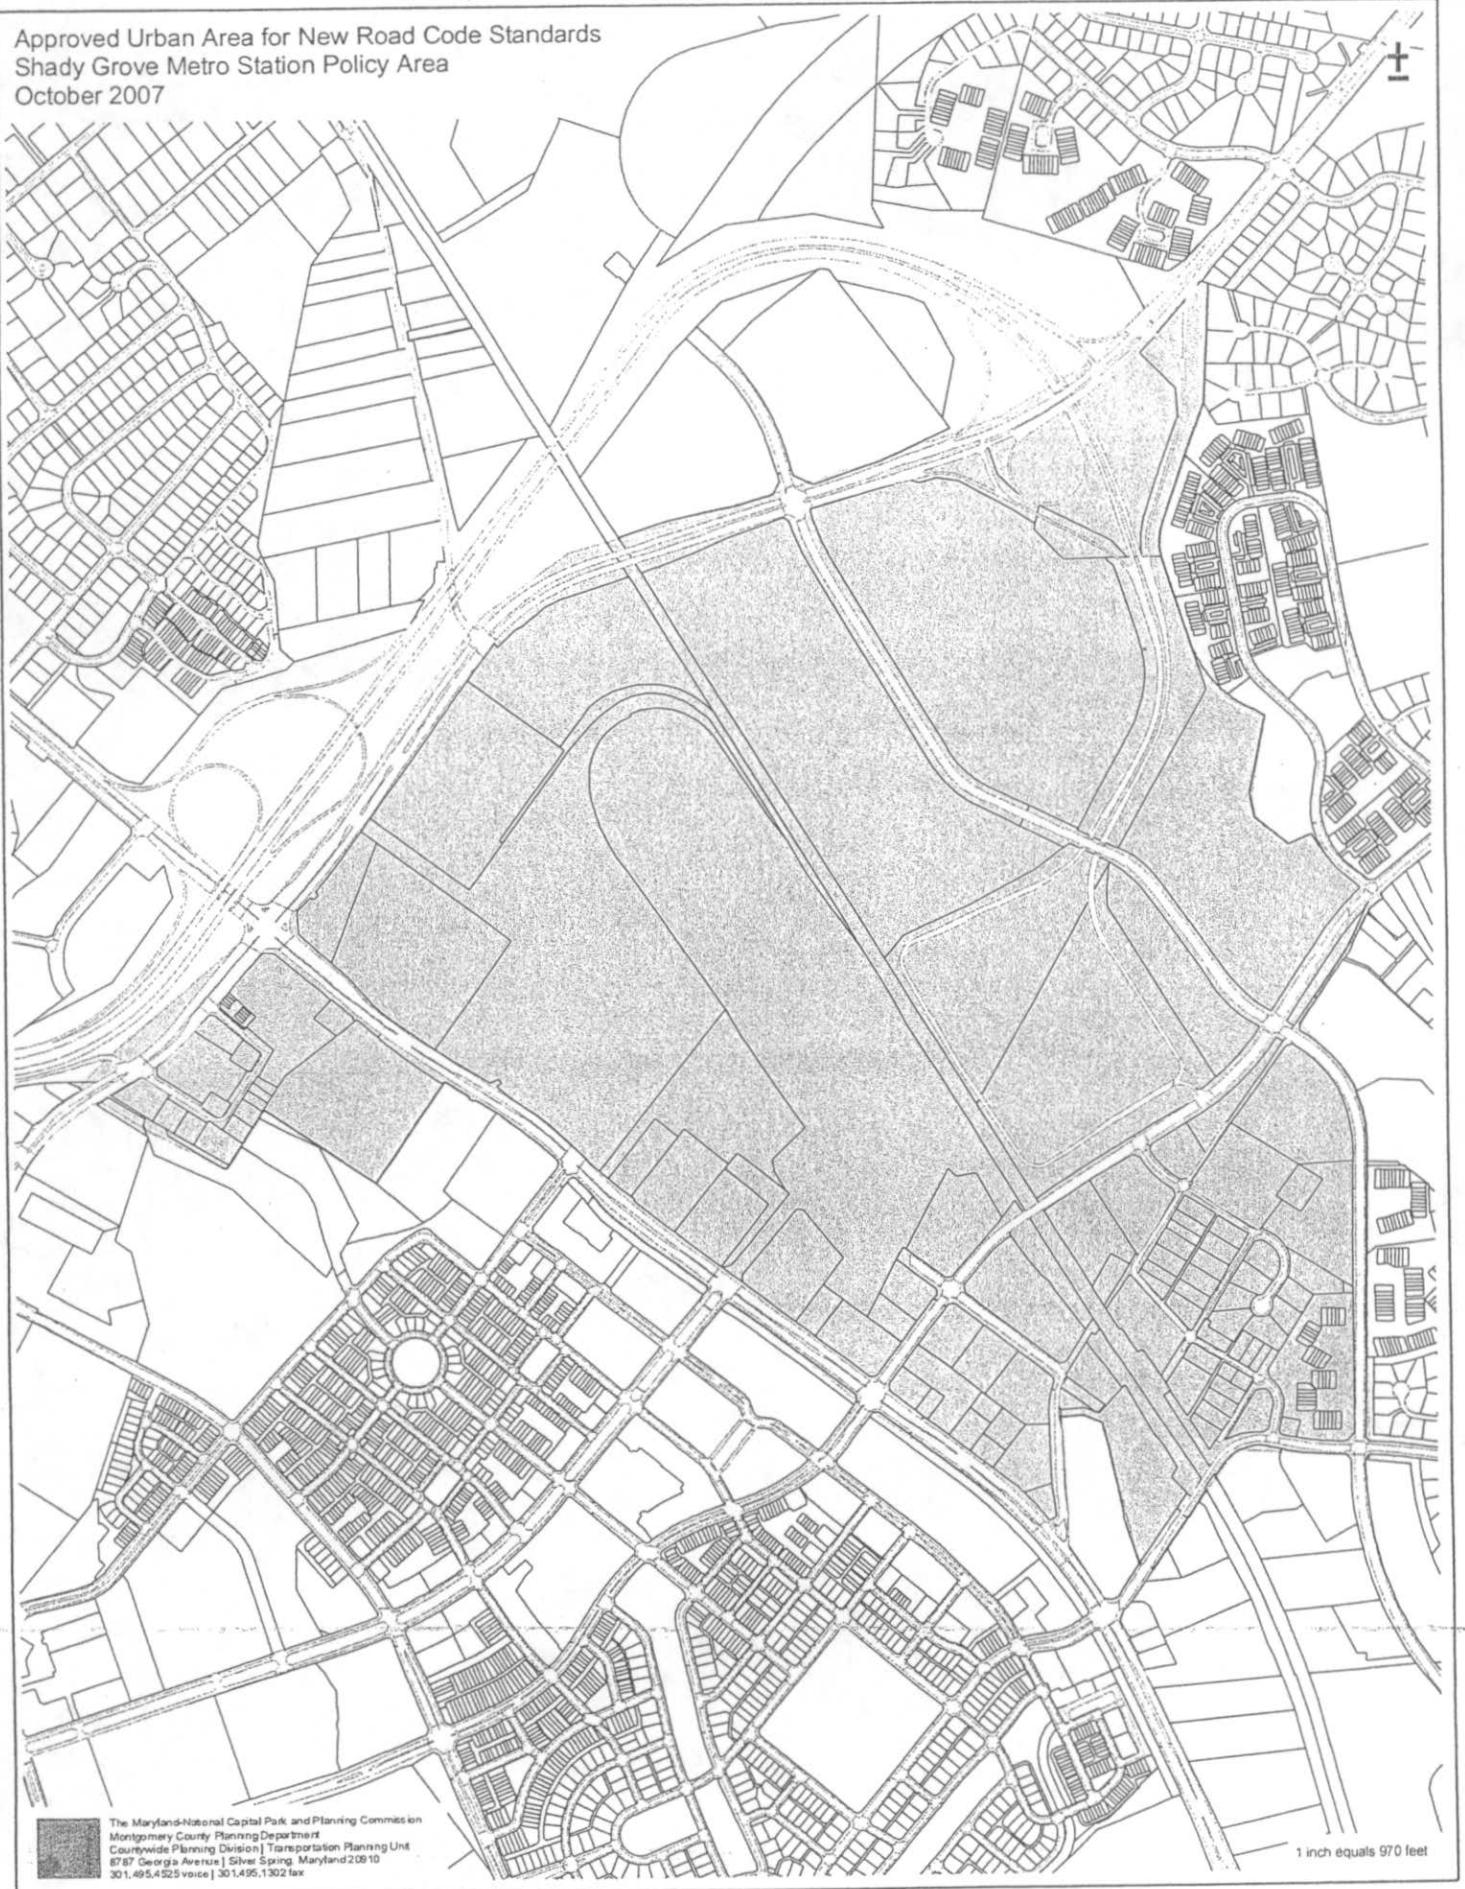 Approved Urban Area for New Road Code Standards
Shady Grove Metro Station Policy Area
October 2007
The Maryland-National Capital Park and Planning Commission
Montgomery County Planning Department
Countywide Planning Division | Transportation Planning Unit
8787 Georgia Avenue | Silver Spring, Maryland 20910
301.495.4525 voice | 301.495.1302 fax
1 inch equals 970 feet